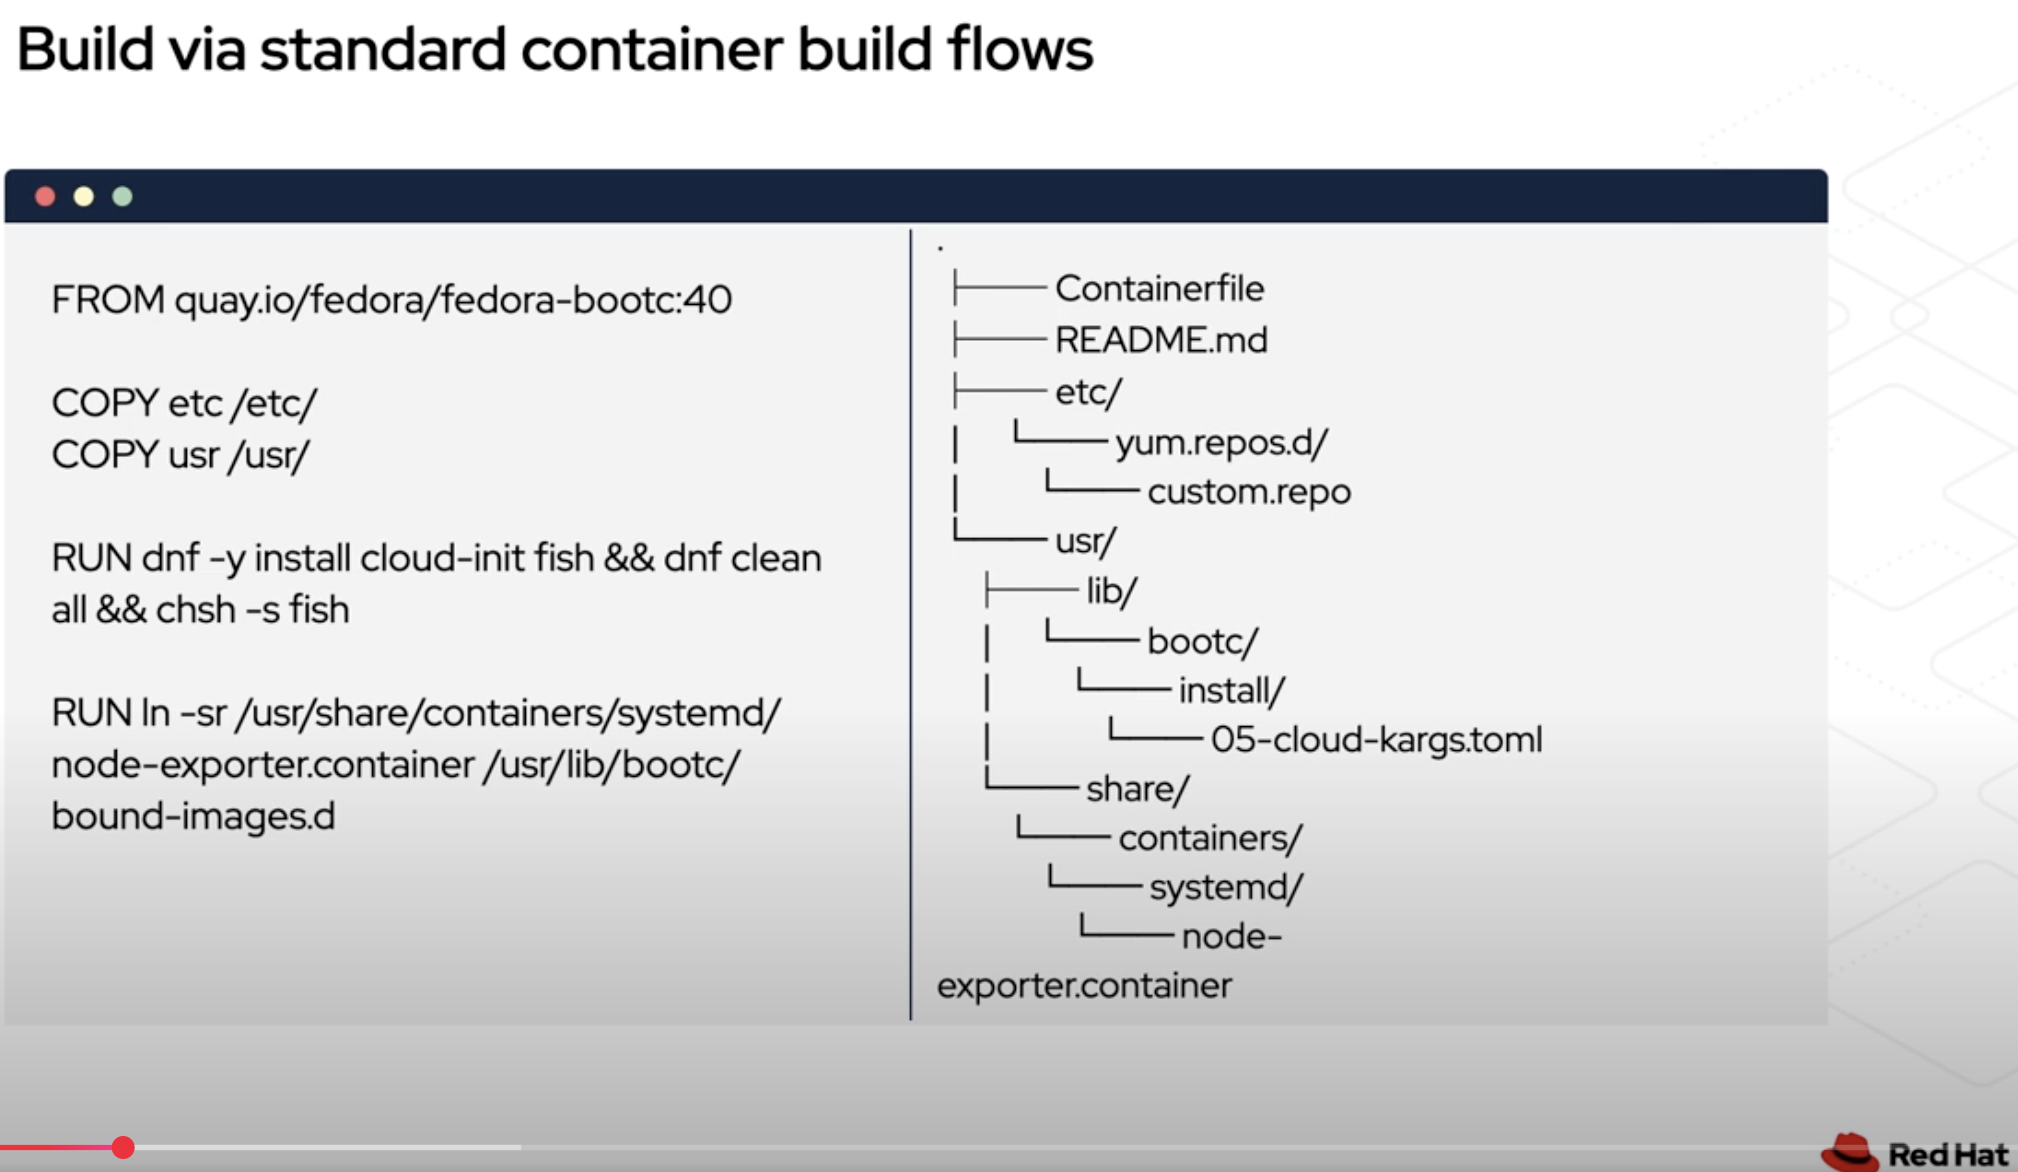 Build via standard container build flows
FROM quay.io/fedora/fedora-bootc:40
COPY etc /etc/
COPY usr /usr/
RUN dnf -y install cloud-init fish && dnf clean
all && chsh -s fish
RUN ln -sr /usr/share/containers/systemd/
node-exporter.container /usr/lib/bootc/
bound-images.d
.
├── Containerfile
├── README.md
├── etc/
│   └── yum.repos.d/
│       └── custom.repo
└── usr/
    ├── lib/
    │   └── bootc/
    │       └── install/
    │           └── 05-cloud-kargs.toml
    └── share/
        └── containers/
            └── systemd/
                └── node-
exporter.container
Red Hat